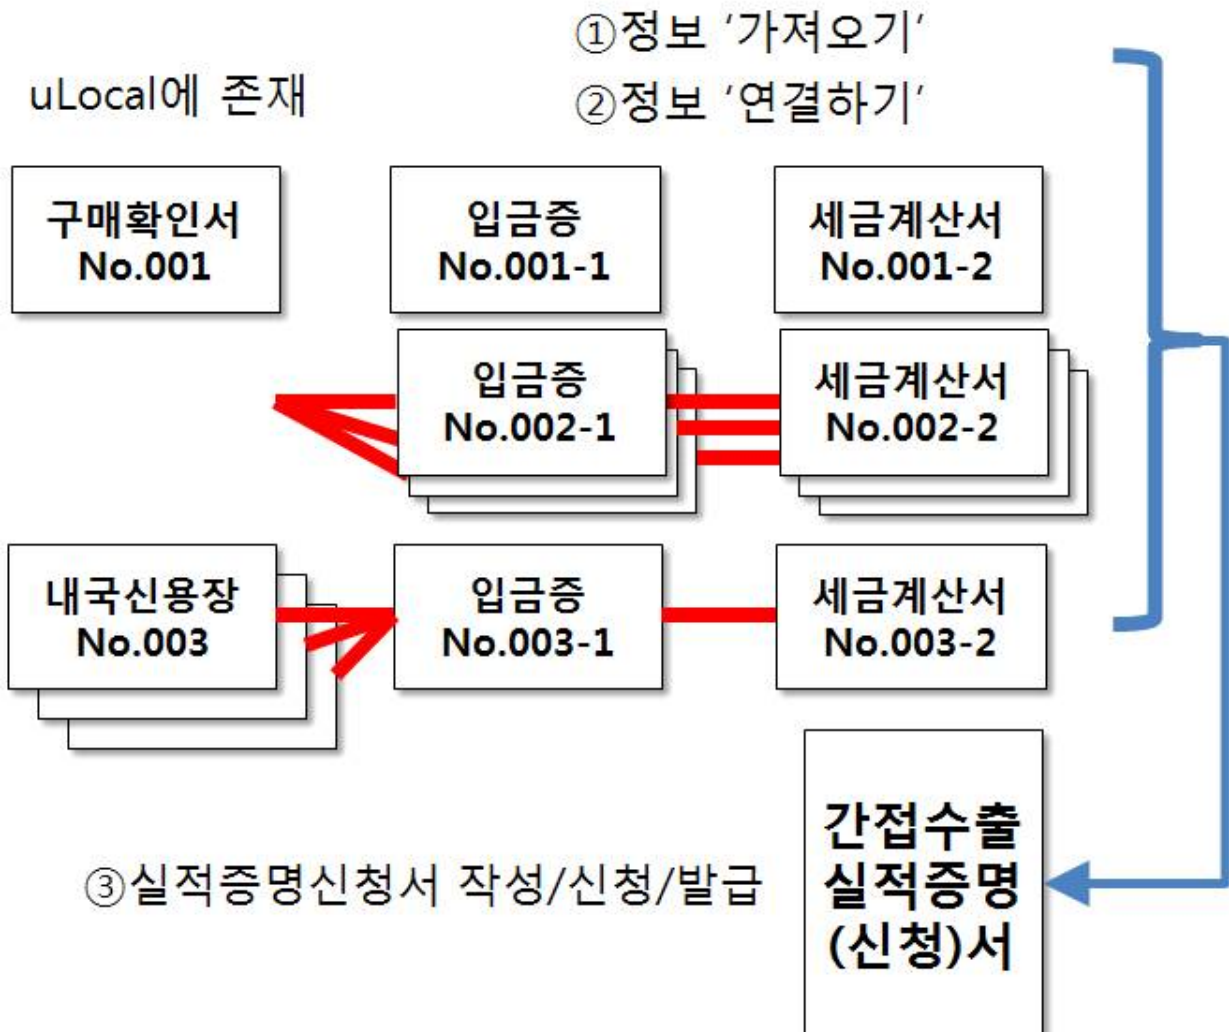 ①정보 ‘가져오기’
uLocal에 존재
②정보 ‘연결하기’
구매확인서
No.001
입금증
No.001-1
세금계산서
No.001-2
입금증
No.002-1
세금계산서
No.002-2
내국신용장
No.003
입금증
No.003-1
세금계산서
No.003-2
③실적증명신청서 작성/신청/발급
간접수출
실적증명
(신청)서